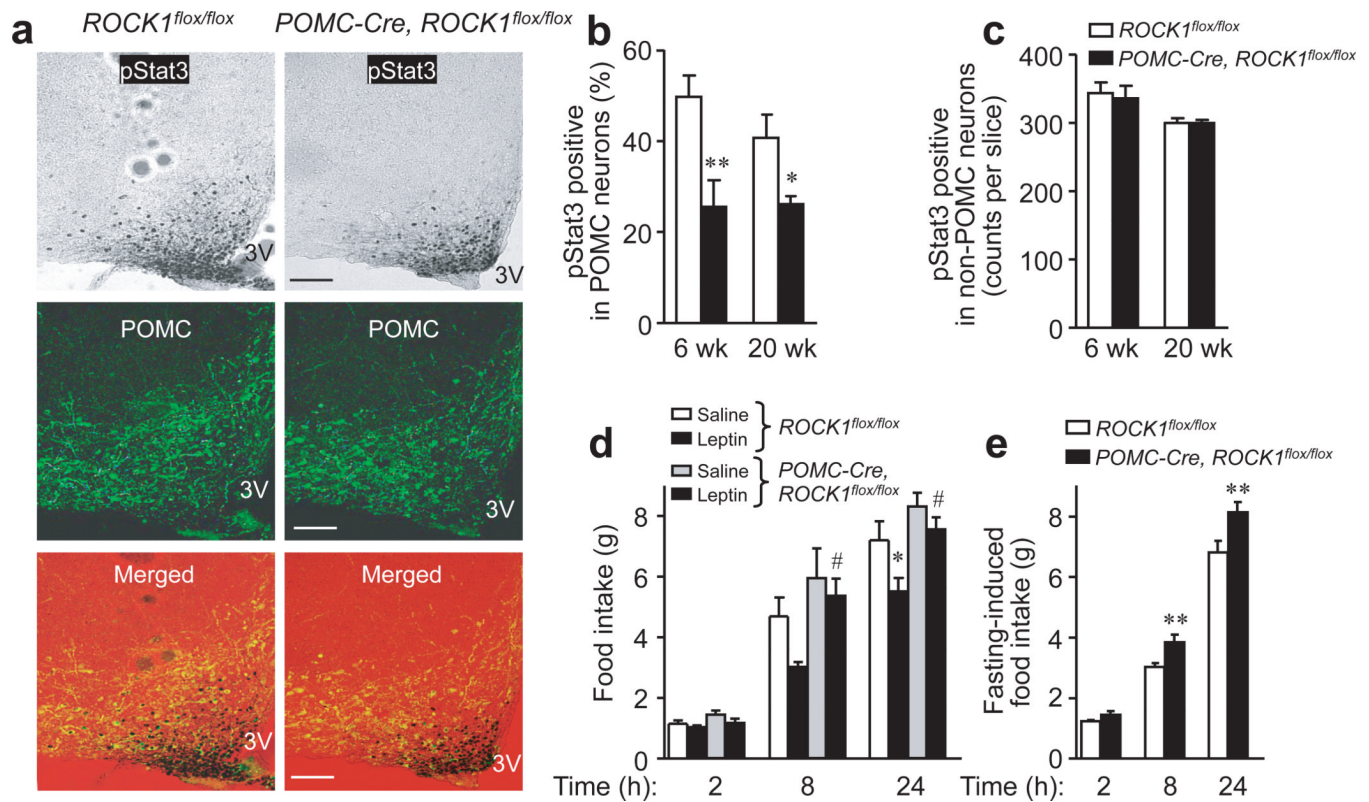 a
ROCK1flox/flox
POMC-Cre, ROCK1flox/flox
pStat3
pStat3
3V
3V
POMC
POMC
3V
3V
Merged
Merged
3V
3V
b
pStat3 positive
in POMC neurons (%)
60
40
20
0
**
*
6 wk
20 wk
c
ROCK1flox/flox
POMC-Cre, ROCK1flox/flox
pStat3 positive
in non-POMC neurons
(counts per slice)
400
300
200
100
0
6 wk
20 wk
d
Saline
Leptin
ROCK1flox/flox
Saline
Leptin
POMC-Cre,
ROCK1flox/flox
Food intake (g)
8
6
4
2
0
#
*
#
Time (h):
2
8
24
e
ROCK1flox/flox
POMC-Cre, ROCK1flox/flox
Fasting-induced
food intake (g)
8
6
4
2
0
**
**
Time (h):
2
8
24